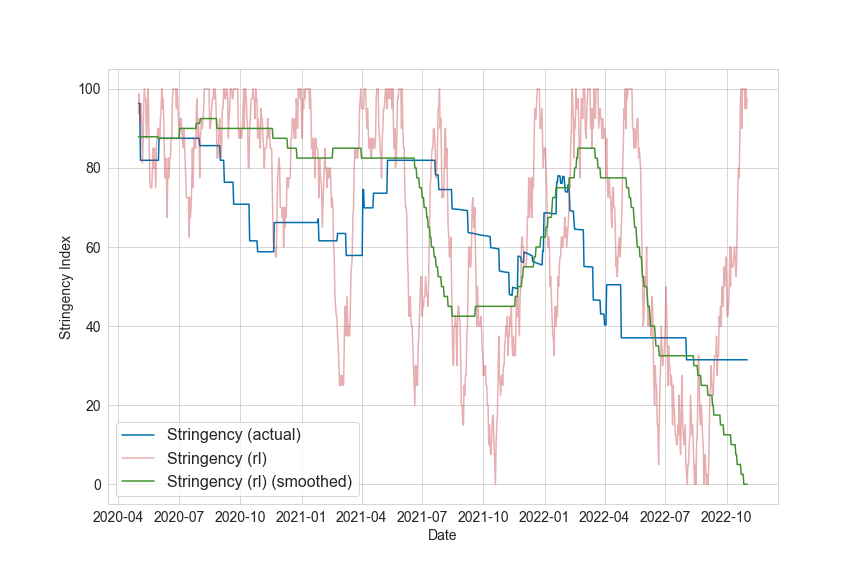 100
80
60
40
20
0
Stringency Index
Stringency (actual)
Stringency (rl)
Stringency (rl) (smoothed)
2020-04 2020-07 2020-10 2021-01 2021-04 2021-07 2021-10 2022-01 2022-04 2022-07 2022-10
Date